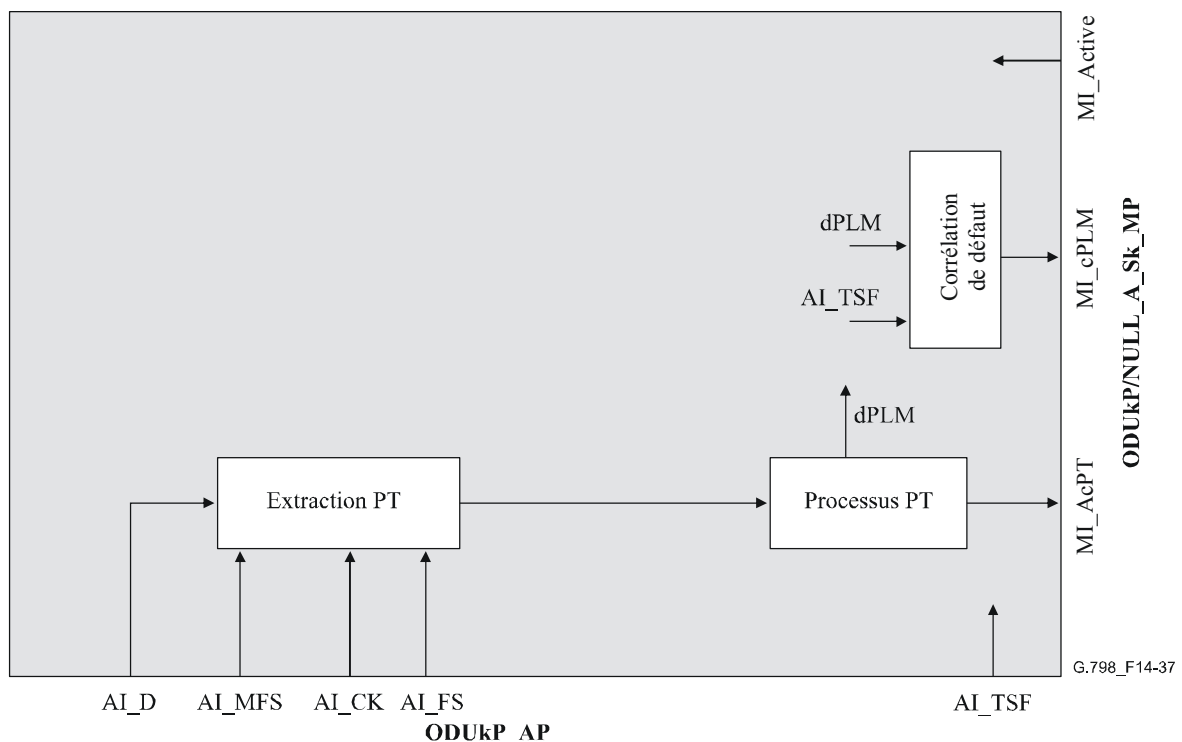 MI_Active
dPLM
AI_TSF
Corrélation
de défaut
MI_cPLM
ODUkP/NULL_A_Sk_MP
dPLM
Extraction PT
Processus PT
MI_AcPT
G.798_F14-37
AI_D
AI_MFS
AI_CK
AI_FS
AI_TSF
ODUkP_AP